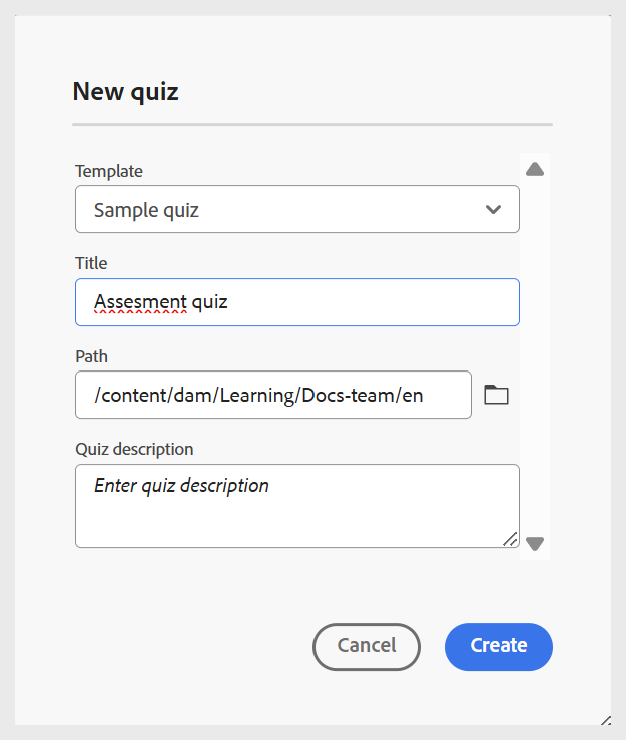 New quiz
Template
Sample quiz
Title
Assesment quiz
Path
/content/dam/Learning/Docs-team/en
Quiz description
Enter quiz description
Cancel
Create